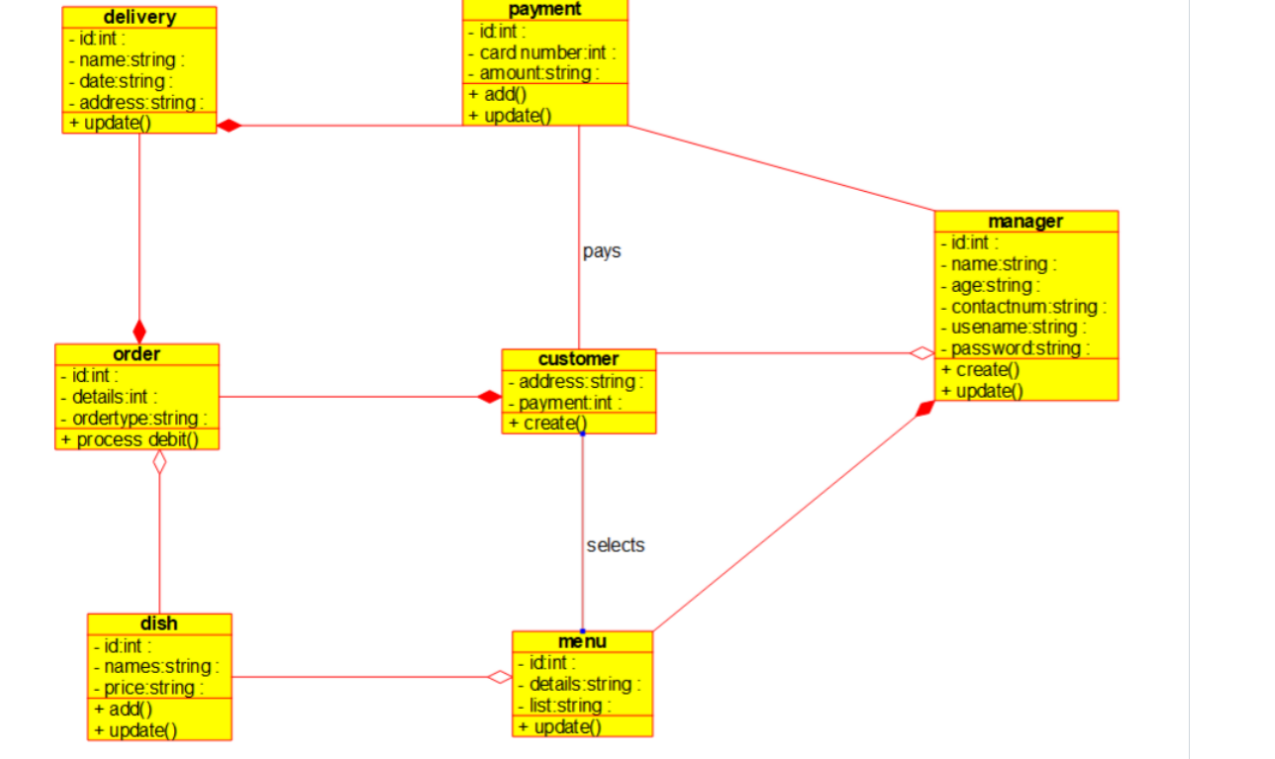 delivery
- id:int :
- name:string :
- date:string :
- address:string :
+ update()
payment
- id:int :
- card number:int :
- amount:string :
+ add()
+ update()
pays
manager
- id:int :
- name:string :
- age:string :
- contactnum:string :
- usename:string :
- password:string :
+ create()
+ update()
order
- id:int :
- details:int :
- ordertype:string :
+ process debit()
customer
- address:string :
- payment:int :
+ create()
selects
dish
- id:int :
- names:string :
- price:string :
+ add()
+ update()
menu
- id:int :
- details:string :
- list:string :
+ update()